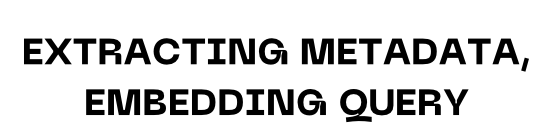 EXTRACTING METADATA,
EMBEDDING QUERY